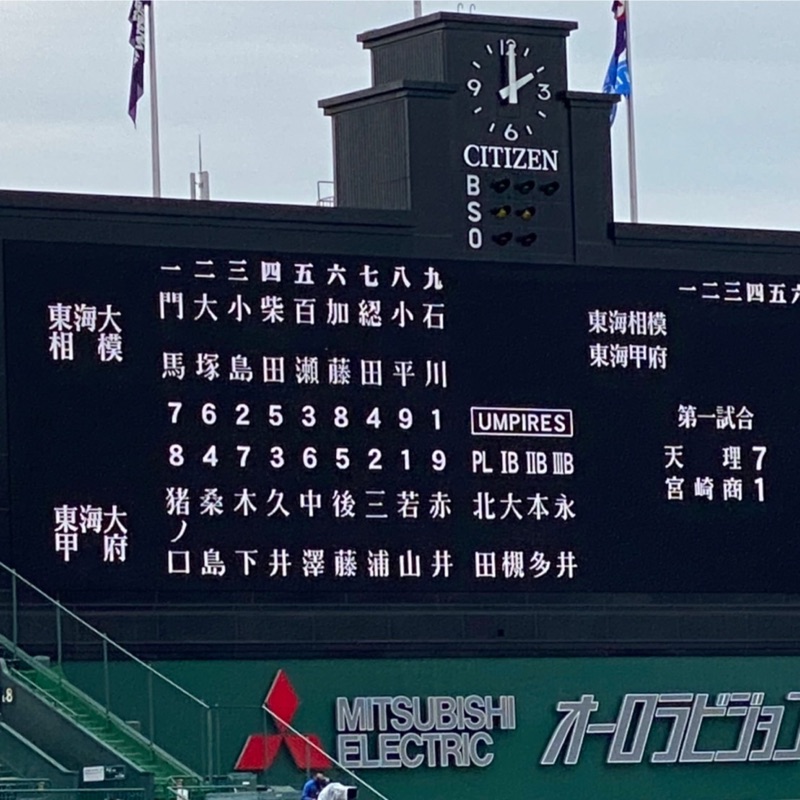 12
9 3
6
CITIZEN
B
S
O
一 二 三 四 五 六 七 八 九
東海大
相模
門馬 大塚 小島 柴田 百瀬 加藤 綛田 小平 石川
7 6 2 5 3 8 4 9 1
8 4 7 3 6 5 2 1 9
東海大
甲府
猪ノ口 桑島 木下 久井 中澤 後藤 三浦 若山 赤井
UMPIRES
PL IB IIB IIIB
北田 大槻 本多 永井
一二三四五六
東海相模
東海甲府
第一試合
天理 7
宮崎商 1
8
MITSUBISHI
ELECTRIC
オーロラビジョン